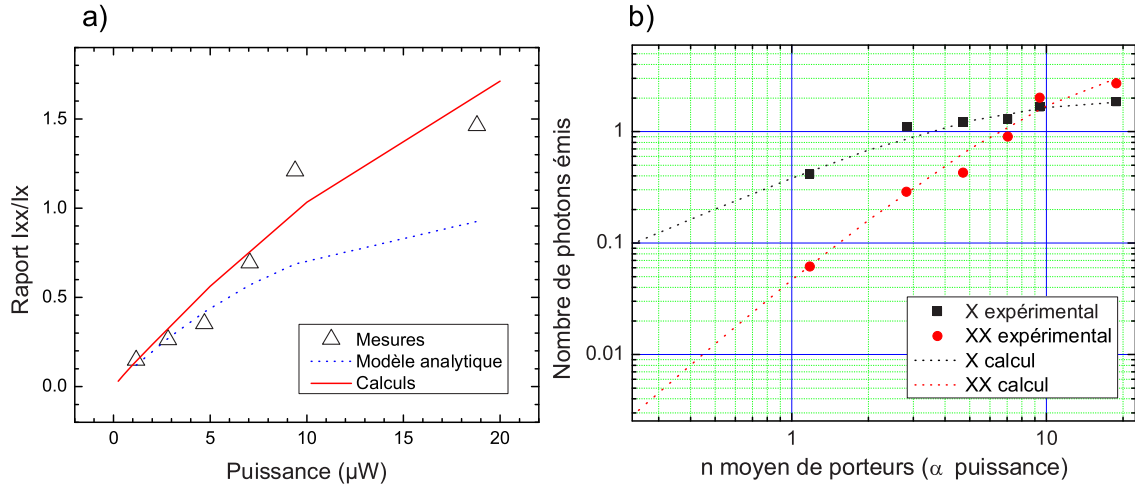 a)
Raport Ixx/Ix
1.5
1.0
0.5
0.0
0
5
10
15
20
Puissance (µW)
Mesures
Modèle analytique
Calculs
b)
Nombre de photons émis
1
0.1
0.01
1
10
n moyen de porteurs (α puissance)
X expérimental
XX expérimental
X calcul
XX calcul